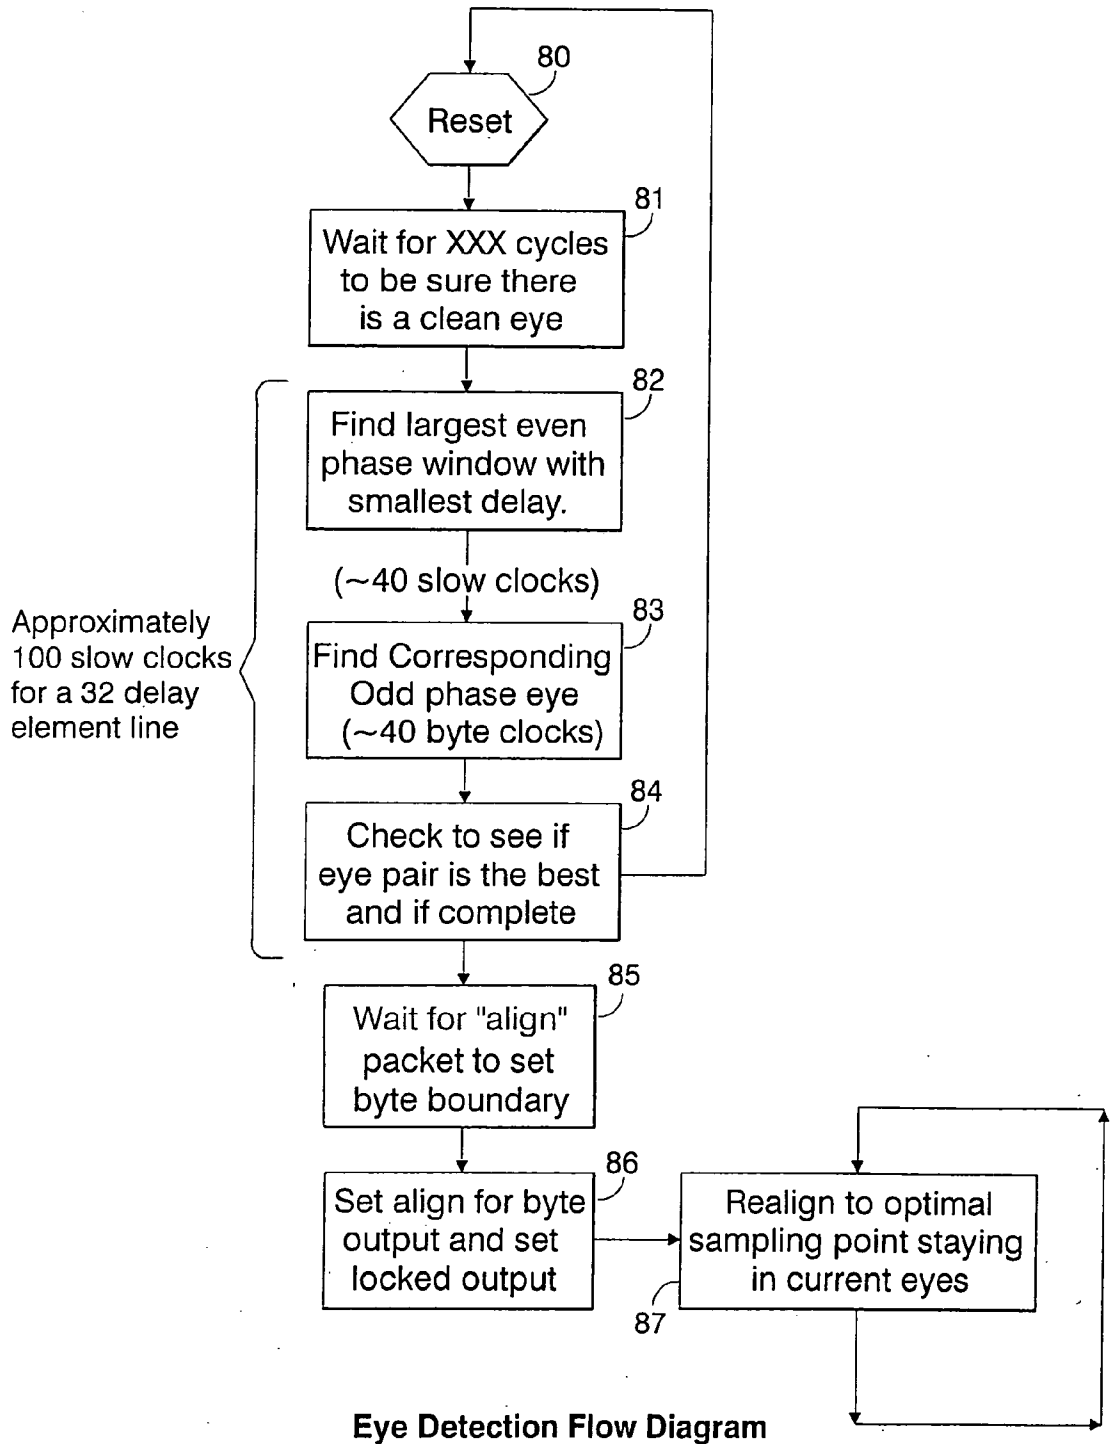 80
Reset
81
Wait for XXX cycles
to be sure there
is a clean eye
82
Find largest even
phase window with
smallest delay.
(~40 slow clocks)
Approximately
100 slow clocks
for a 32 delay
element line
83
Find Corresponding
Odd phase eye
(~40 byte clocks)
84
Check to see if
eye pair is the best
and if complete
85
Wait for "align"
packet to set
byte boundary
86
Set align for byte
output and set
locked output
Realign to optimal
sampling point staying
in current eyes
87
Eye Detection Flow Diagram